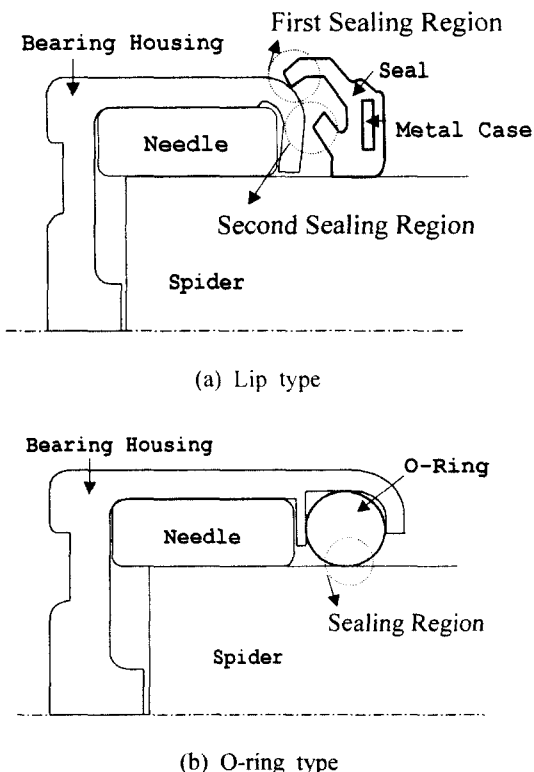 First Sealing Region
Bearing Housing
Seal
Metal Case
Needle
Second Sealing Region
Spider
(a) Lip type
Bearing Housing
O-Ring
Needle
Sealing Region
Spider
(b) O-ring type